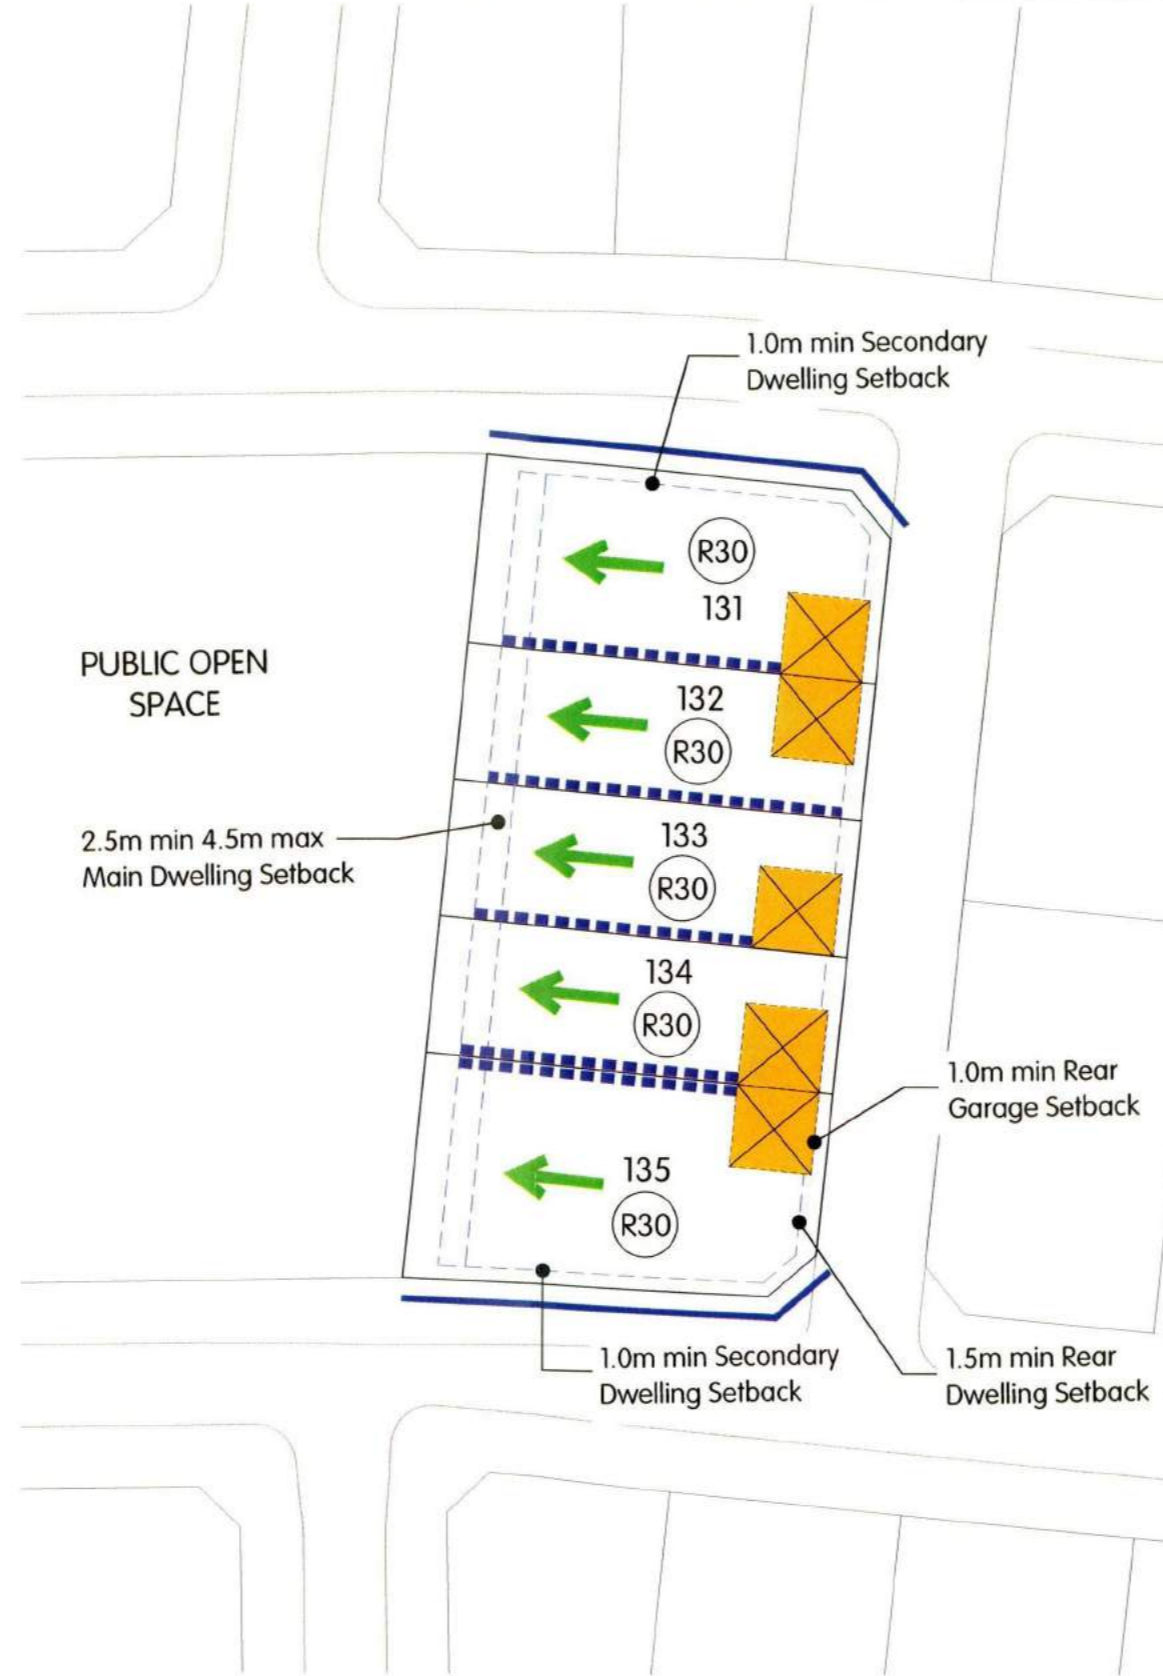 1.0m min Secondary
Dwelling Setback
R30
131
PUBLIC OPEN
SPACE
132
R30
2.5m min 4.5m max
Main Dwelling Setback
133
R30
134
R30
1.0m min Rear
Garage Setback
135
R30
1.0m min Secondary
Dwelling Setback
1.5m min Rear
Dwelling Setback